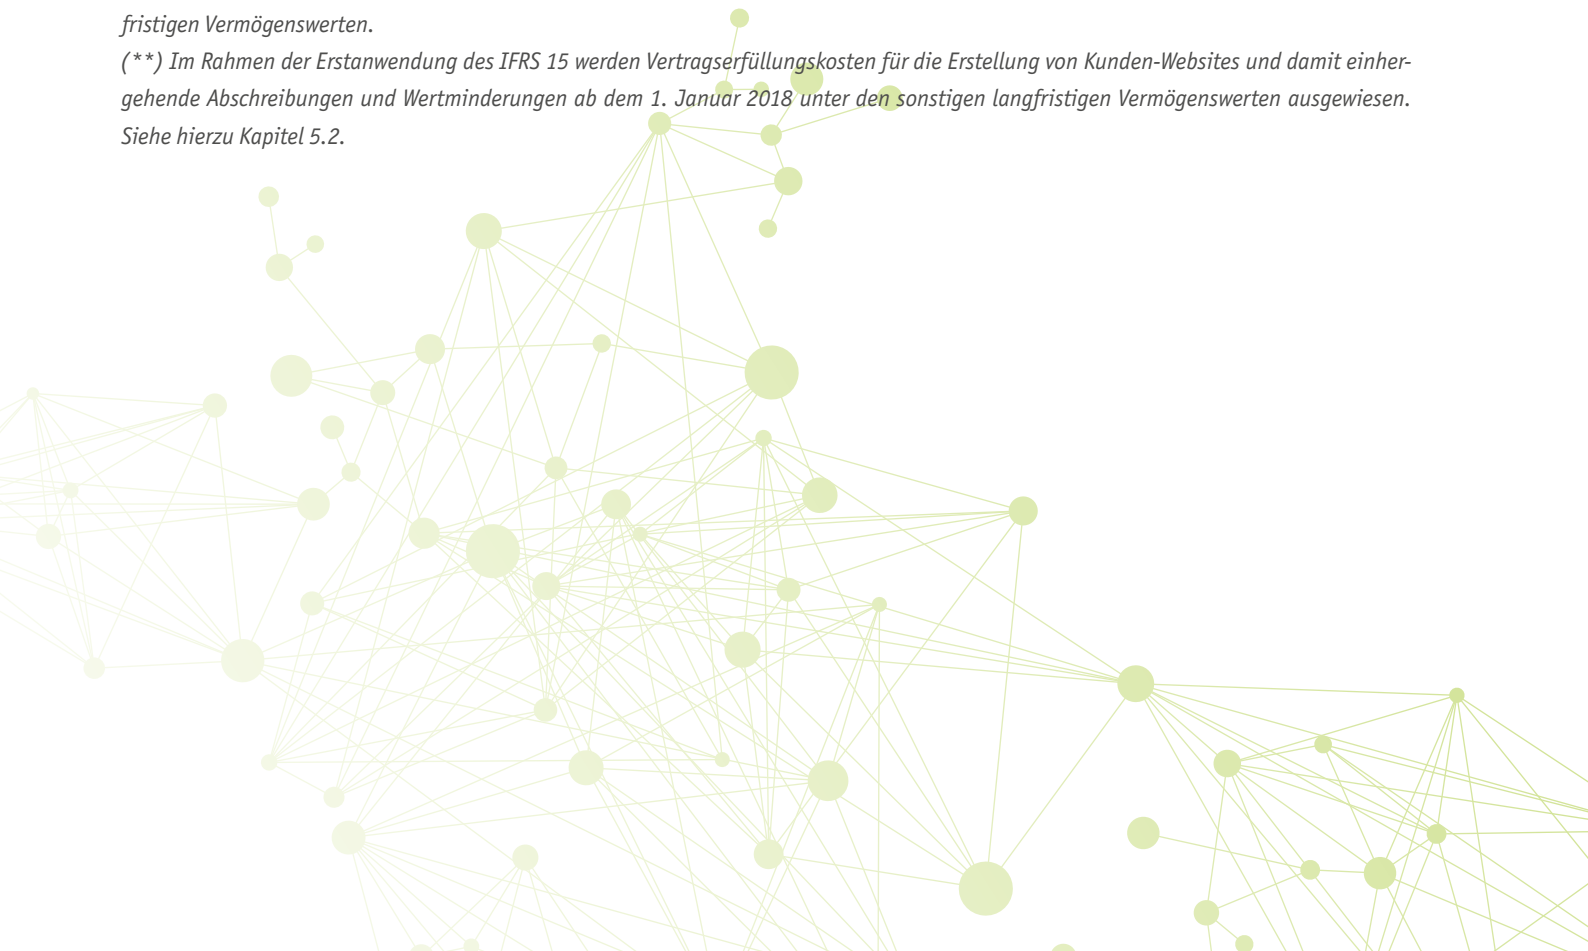 fristigen Vermögenswerten.
(**) Im Rahmen der Erstanwendung des IFRS 15 werden Vertragserfüllungskosten für die Erstellung von Kunden-Websites und damit einher-
gehende Abschreibungen und Wertminderungen ab dem 1. Januar 2018 unter den sonstigen langfristigen Vermögenswerten ausgewiesen.
Siehe hierzu Kapitel 5.2.